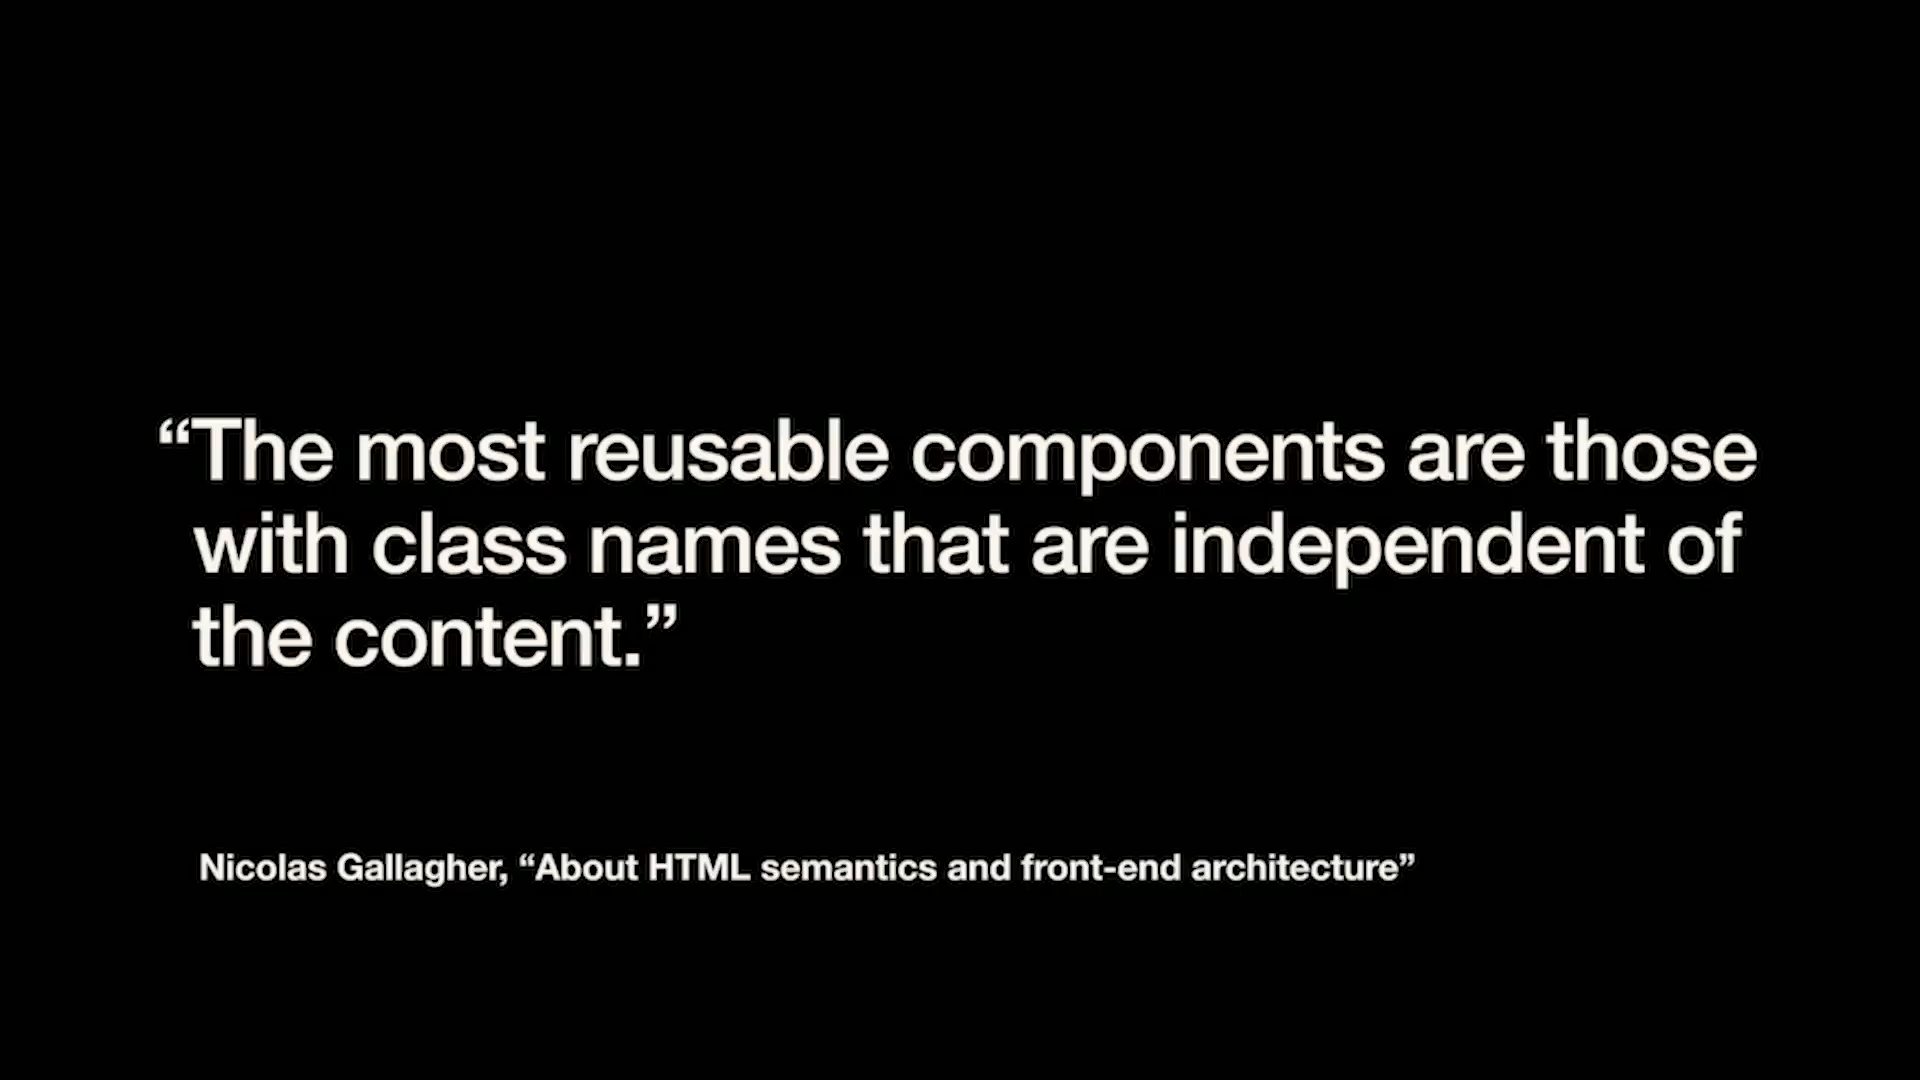 “The most reusable components are those
with class names that are independent of
the content.”
Nicolas Gallagher, “About HTML semantics and front-end architecture”